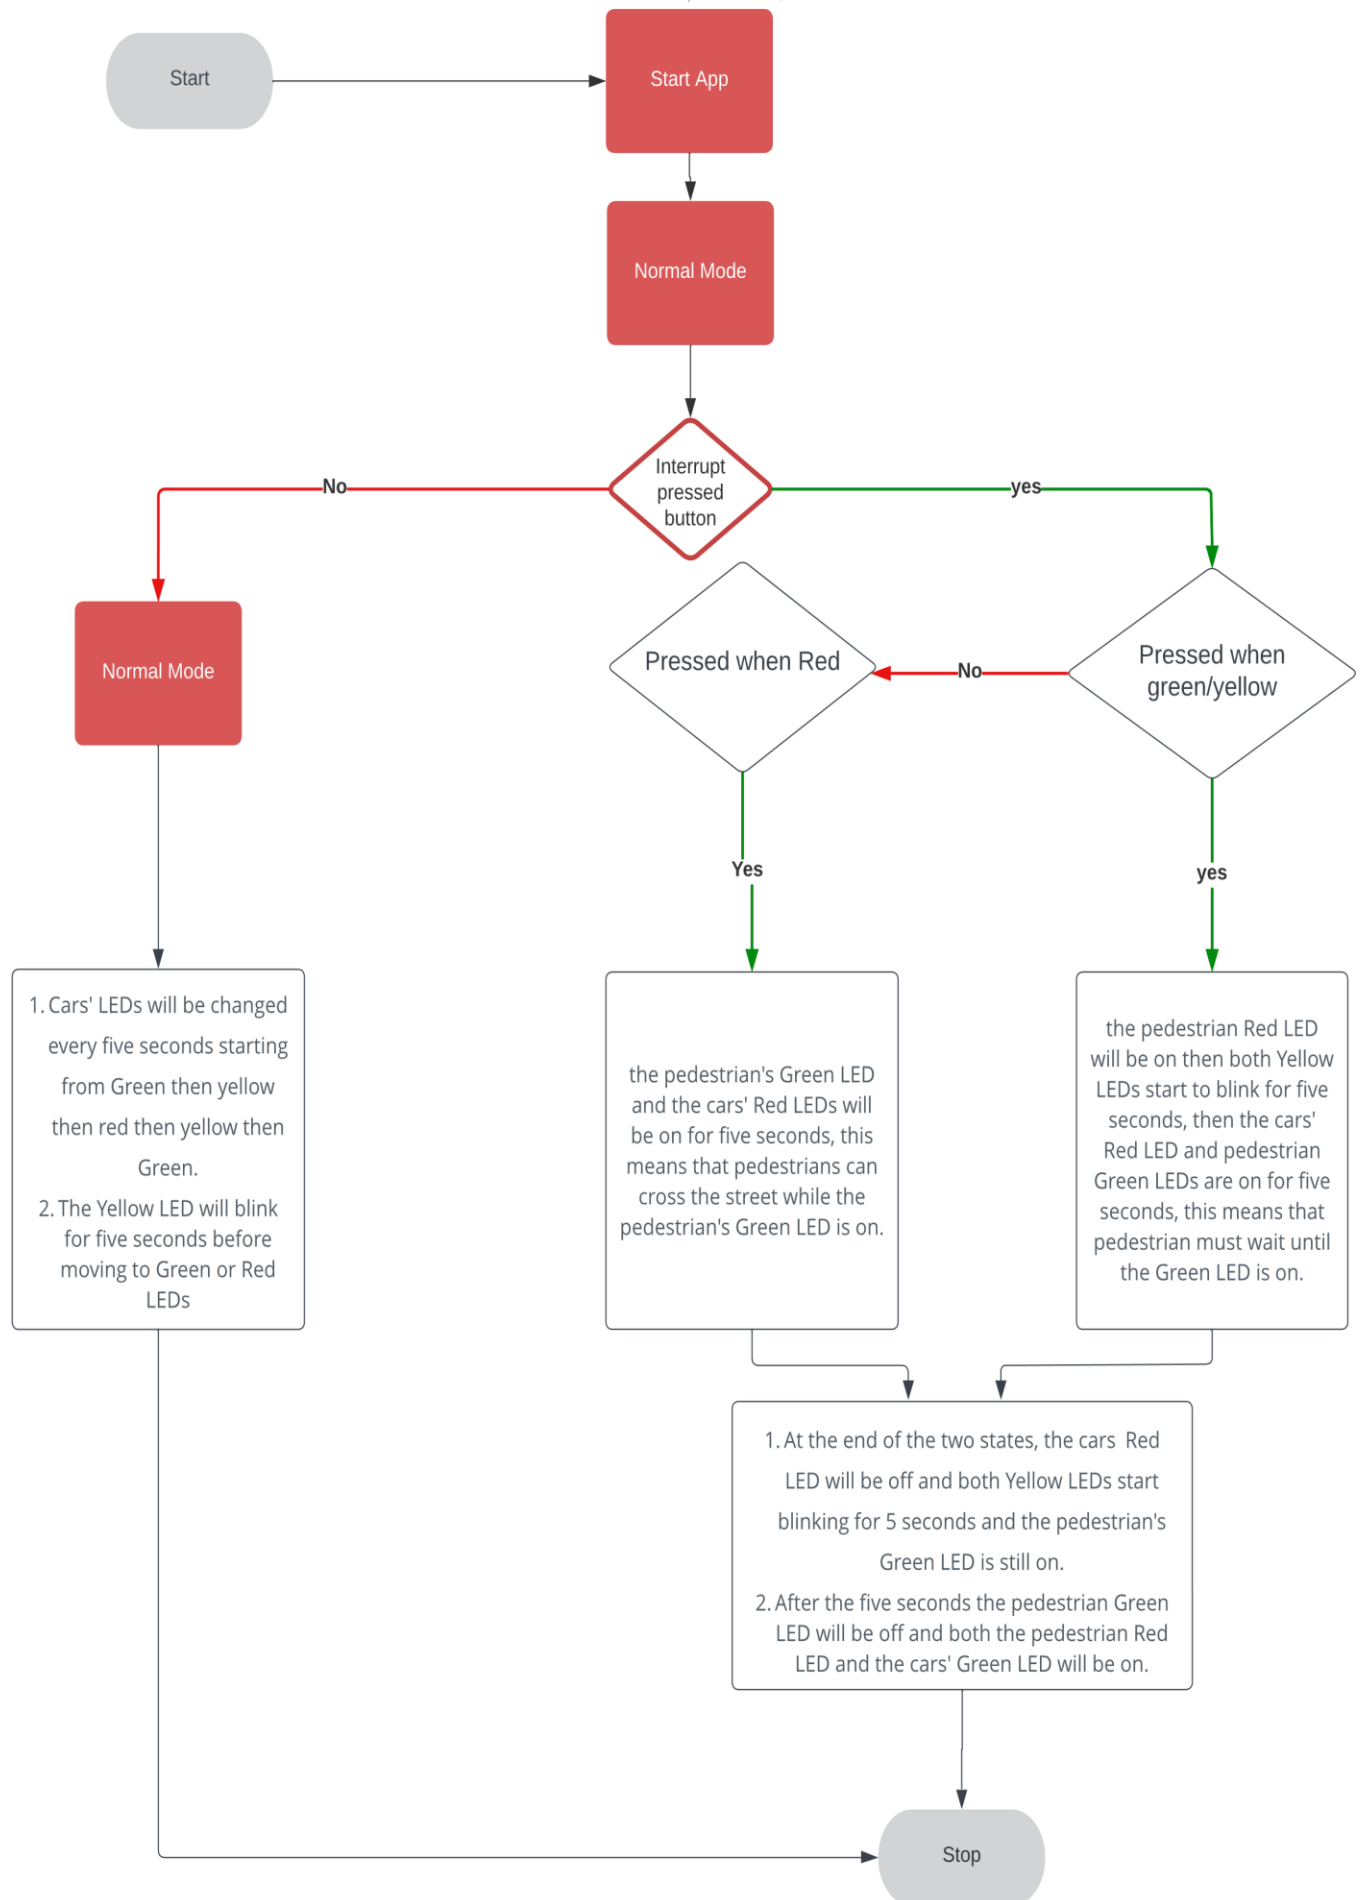 Start
Start App
Normal Mode
Interrupt
pressed
button
No
yes
Normal Mode
Pressed when Red
No
Pressed when
green/yellow
Yes
yes
1. Cars' LEDs will be changed
every five seconds starting
from Green then yellow
then red then yellow then
Green.
2. The Yellow LED will blink
for five seconds before
moving to Green or Red
LEDs
the pedestrian's Green LED
and the cars' Red LEDs will
be on for five seconds, this
means that pedestrians can
cross the street while the
pedestrian's Green LED is on.
the pedestrian Red LED
will be on then both Yellow
LEDs start to blink for five
seconds, then the cars'
Red LED and pedestrian
Green LEDs are on for five
seconds, this means that
pedestrian must wait until
the Green LED is on.
1. At the end of the two states, the cars  Red
LED will be off and both Yellow LEDs start
blinking for 5 seconds and the pedestrian's
Green LED is still on.
2. After the five seconds the pedestrian Green
LED will be off and both the pedestrian Red
LED and the cars' Green LED will be on.
Stop